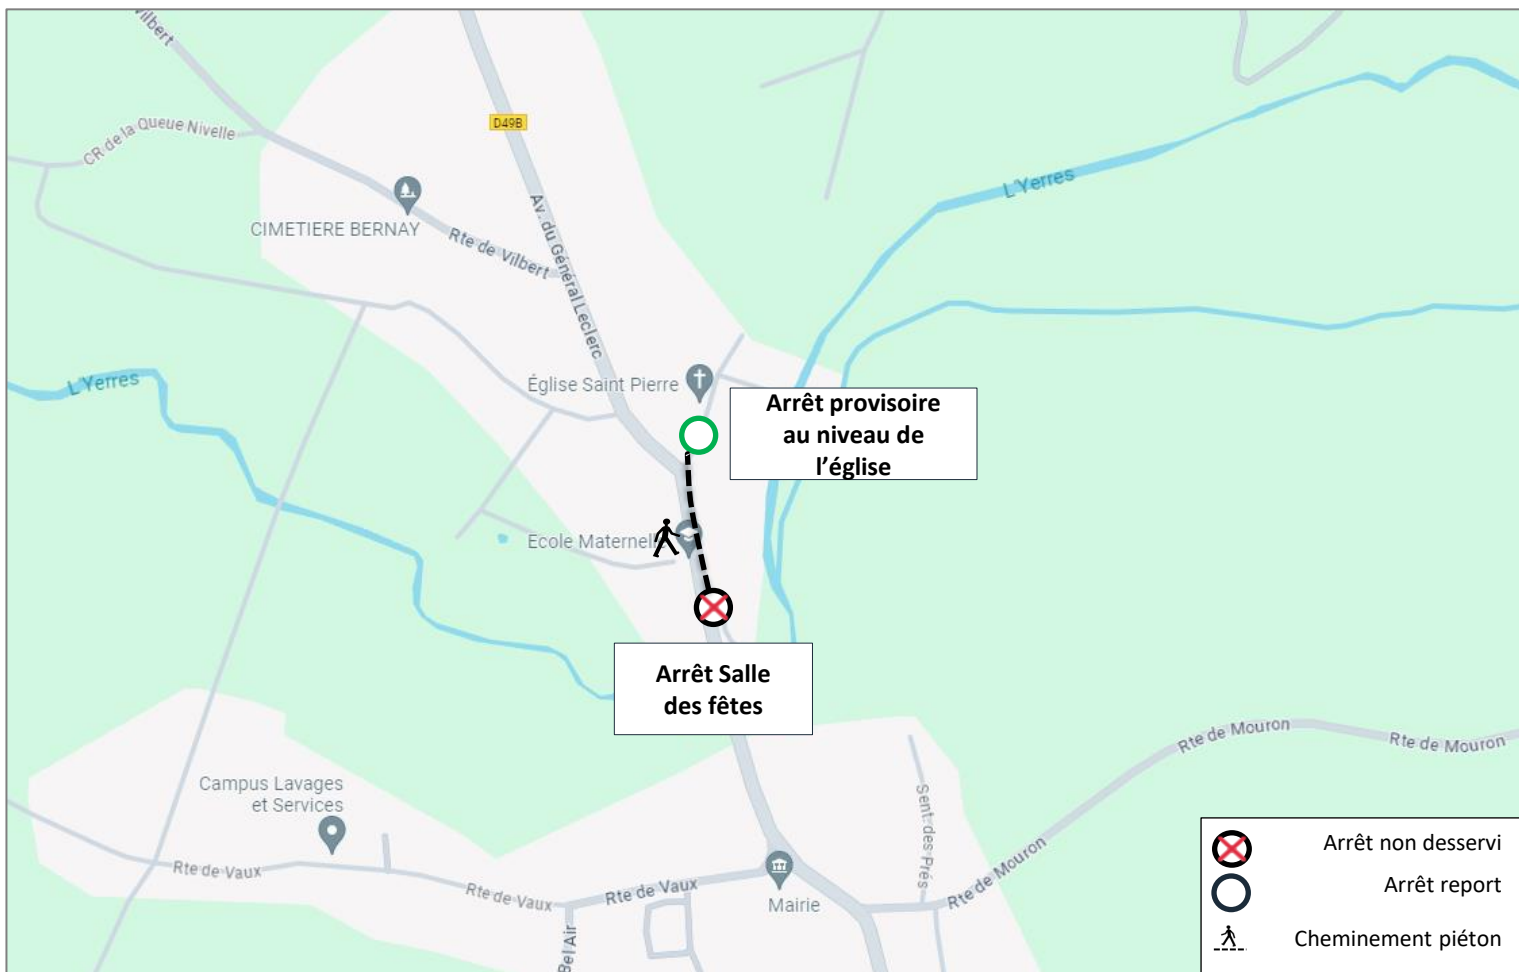 Vilbert
D49B
CR de la Queue Nivelle
L'Yerres
Av. du Général Leclerc
CIMETIERE BERNAY
Rte de Vilbert
L'Yerres
Église Saint Pierre
Arrêt provisoire
au niveau de
l'église
Ecole Maternelle
Arrêt Salle
des fêtes
Rte de Mouron
Rte de Mouron
Campus Lavages
et Services
Sent. des Prés
Rte de Vaux
Rte de Vaux
Rte de Vaux
Rte de Mouron
Mairie
Bel Air
Arrêt non desservi
Arrêt report
Cheminement piéton